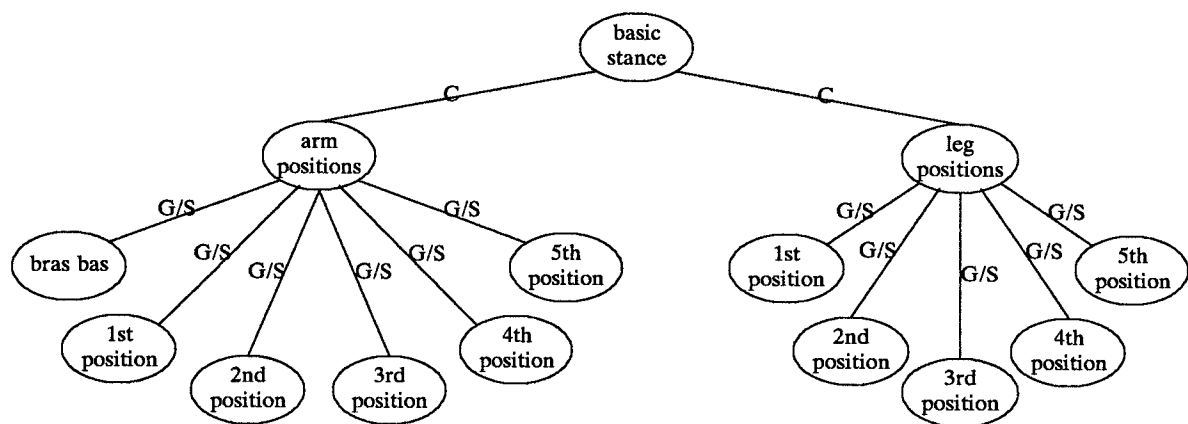 basic
stance
C
C
arm
positions
leg
positions
G/S
G/S
G/S
G/S
G/S
G/S
bras bas
1st
position
2nd
position
3rd
position
4th
position
5th
position
G/S
G/S
G/S
G/S
G/S
1st
position
2nd
position
3rd
position
4th
position
5th
position